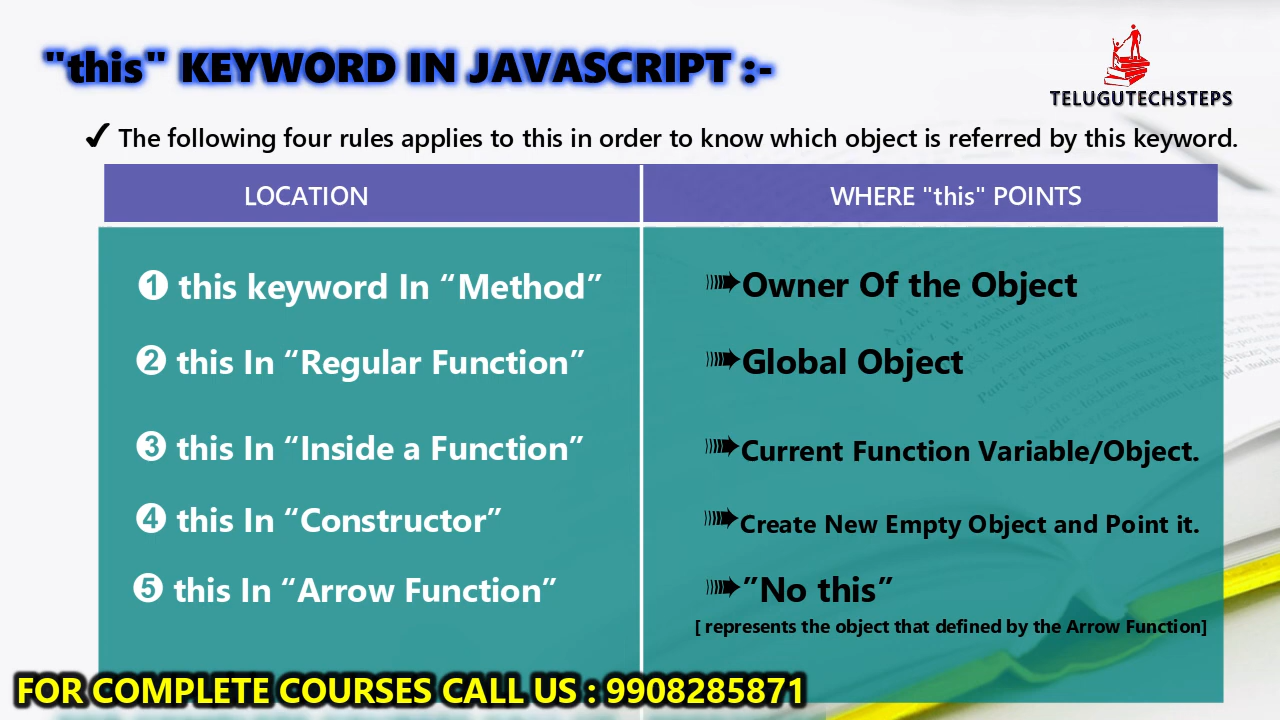 "this" KEYWORD IN JAVASCRIPT :-
TELUGUTECHSTEPS
✔ The following four rules applies to this in order to know which object is referred by this keyword.
LOCATION WHERE "this" POINTS
❶ this keyword In “Method” ➠Owner Of the Object
❷ this In “Regular Function” ➠Global Object
❸ this In “Inside a Function” ➠Current Function Variable/Object.
❹ this In “Constructor” ➠Create New Empty Object and Point it.
❺ this In “Arrow Function” ➠”No this”
[ represents the object that defined by the Arrow Function]
FOR COMPLETE COURSES CALL US : 9908285871